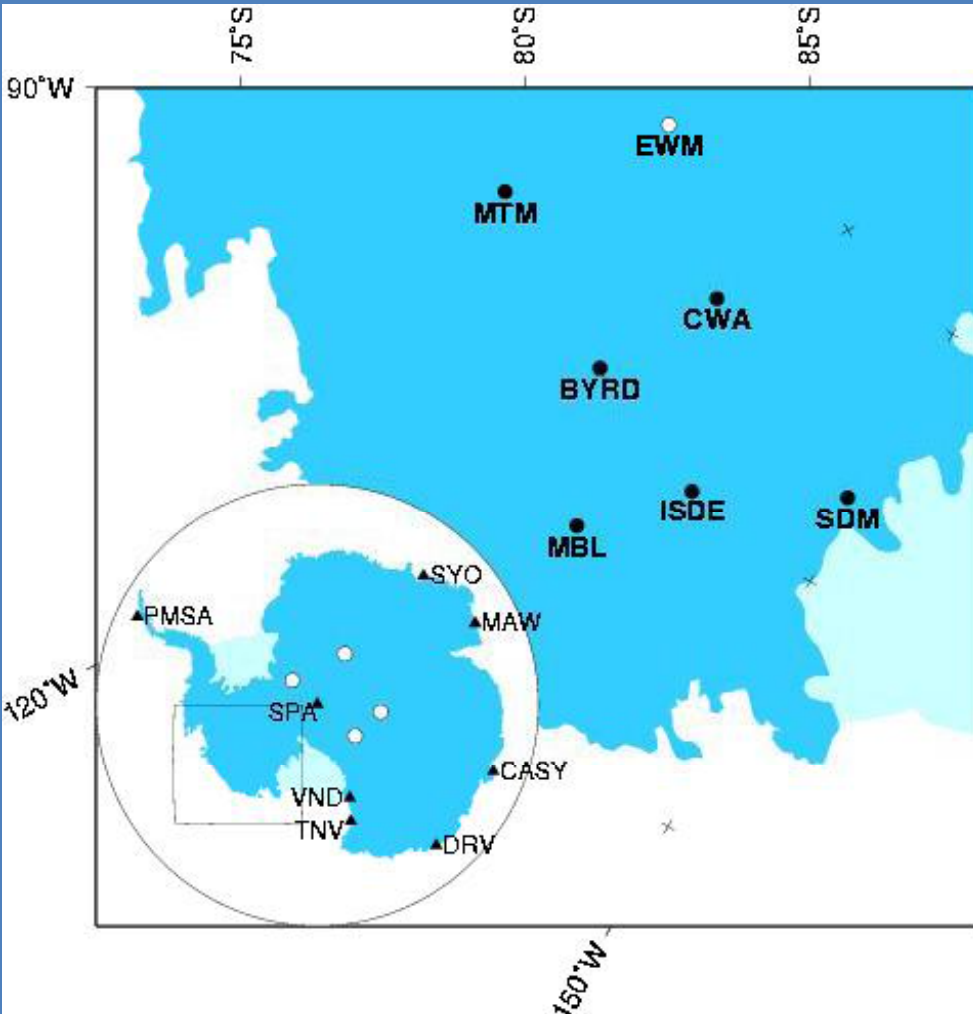 75°S
80°S
85°S
90°W
EWM
MTM
CWA
BYRD
ISDE
SDM
MBL
SYO
PMSA
MAW
120°W
SPA
CASY
VND
TNV
DRV
150°W